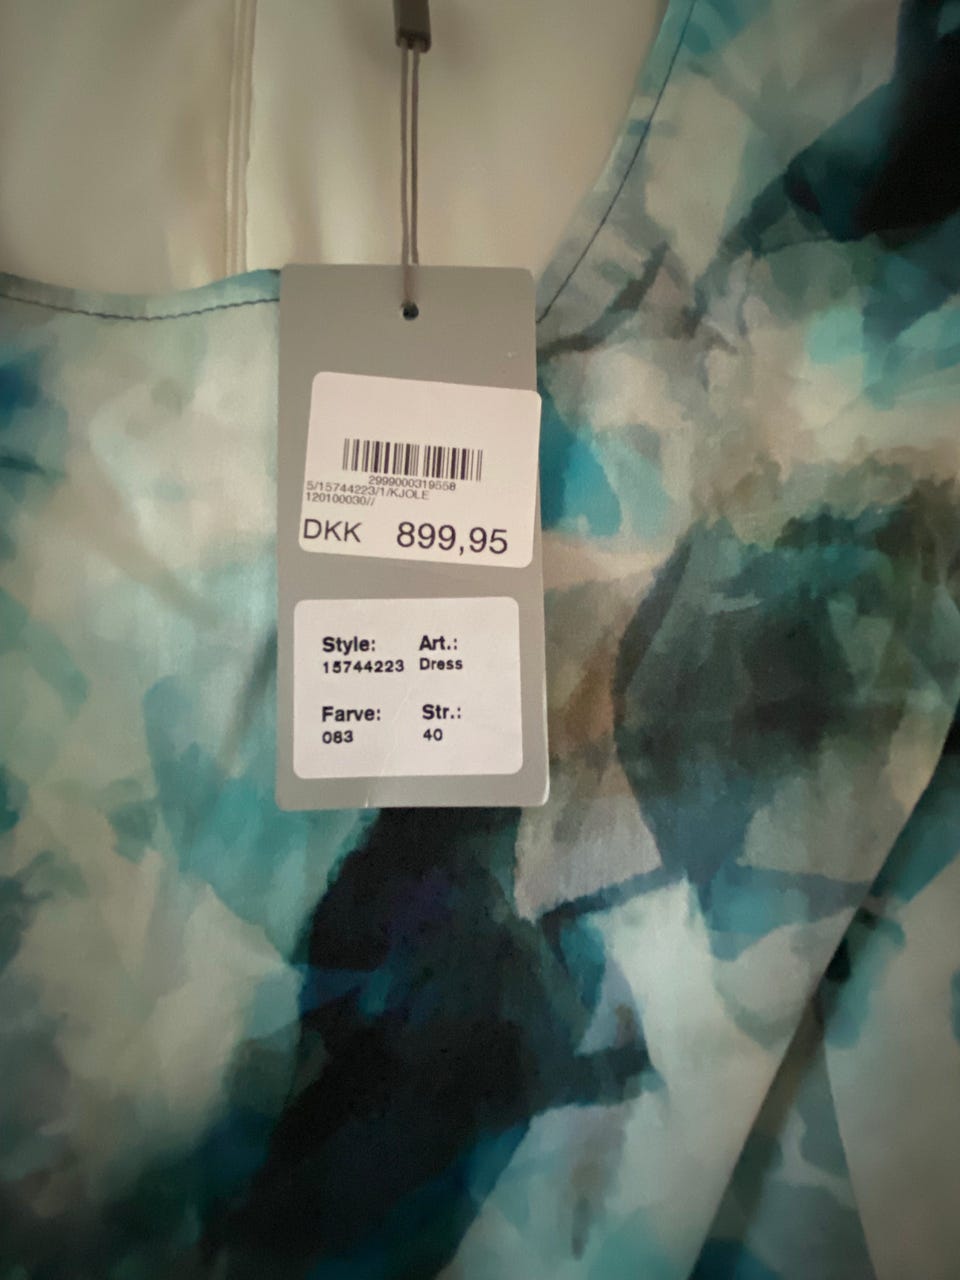 2999000319558
5/15744223/1/KJOLE
120100030//
DKK 899,95
Style: Art.:
15744223 Dress
Farve: Str.:
083 40